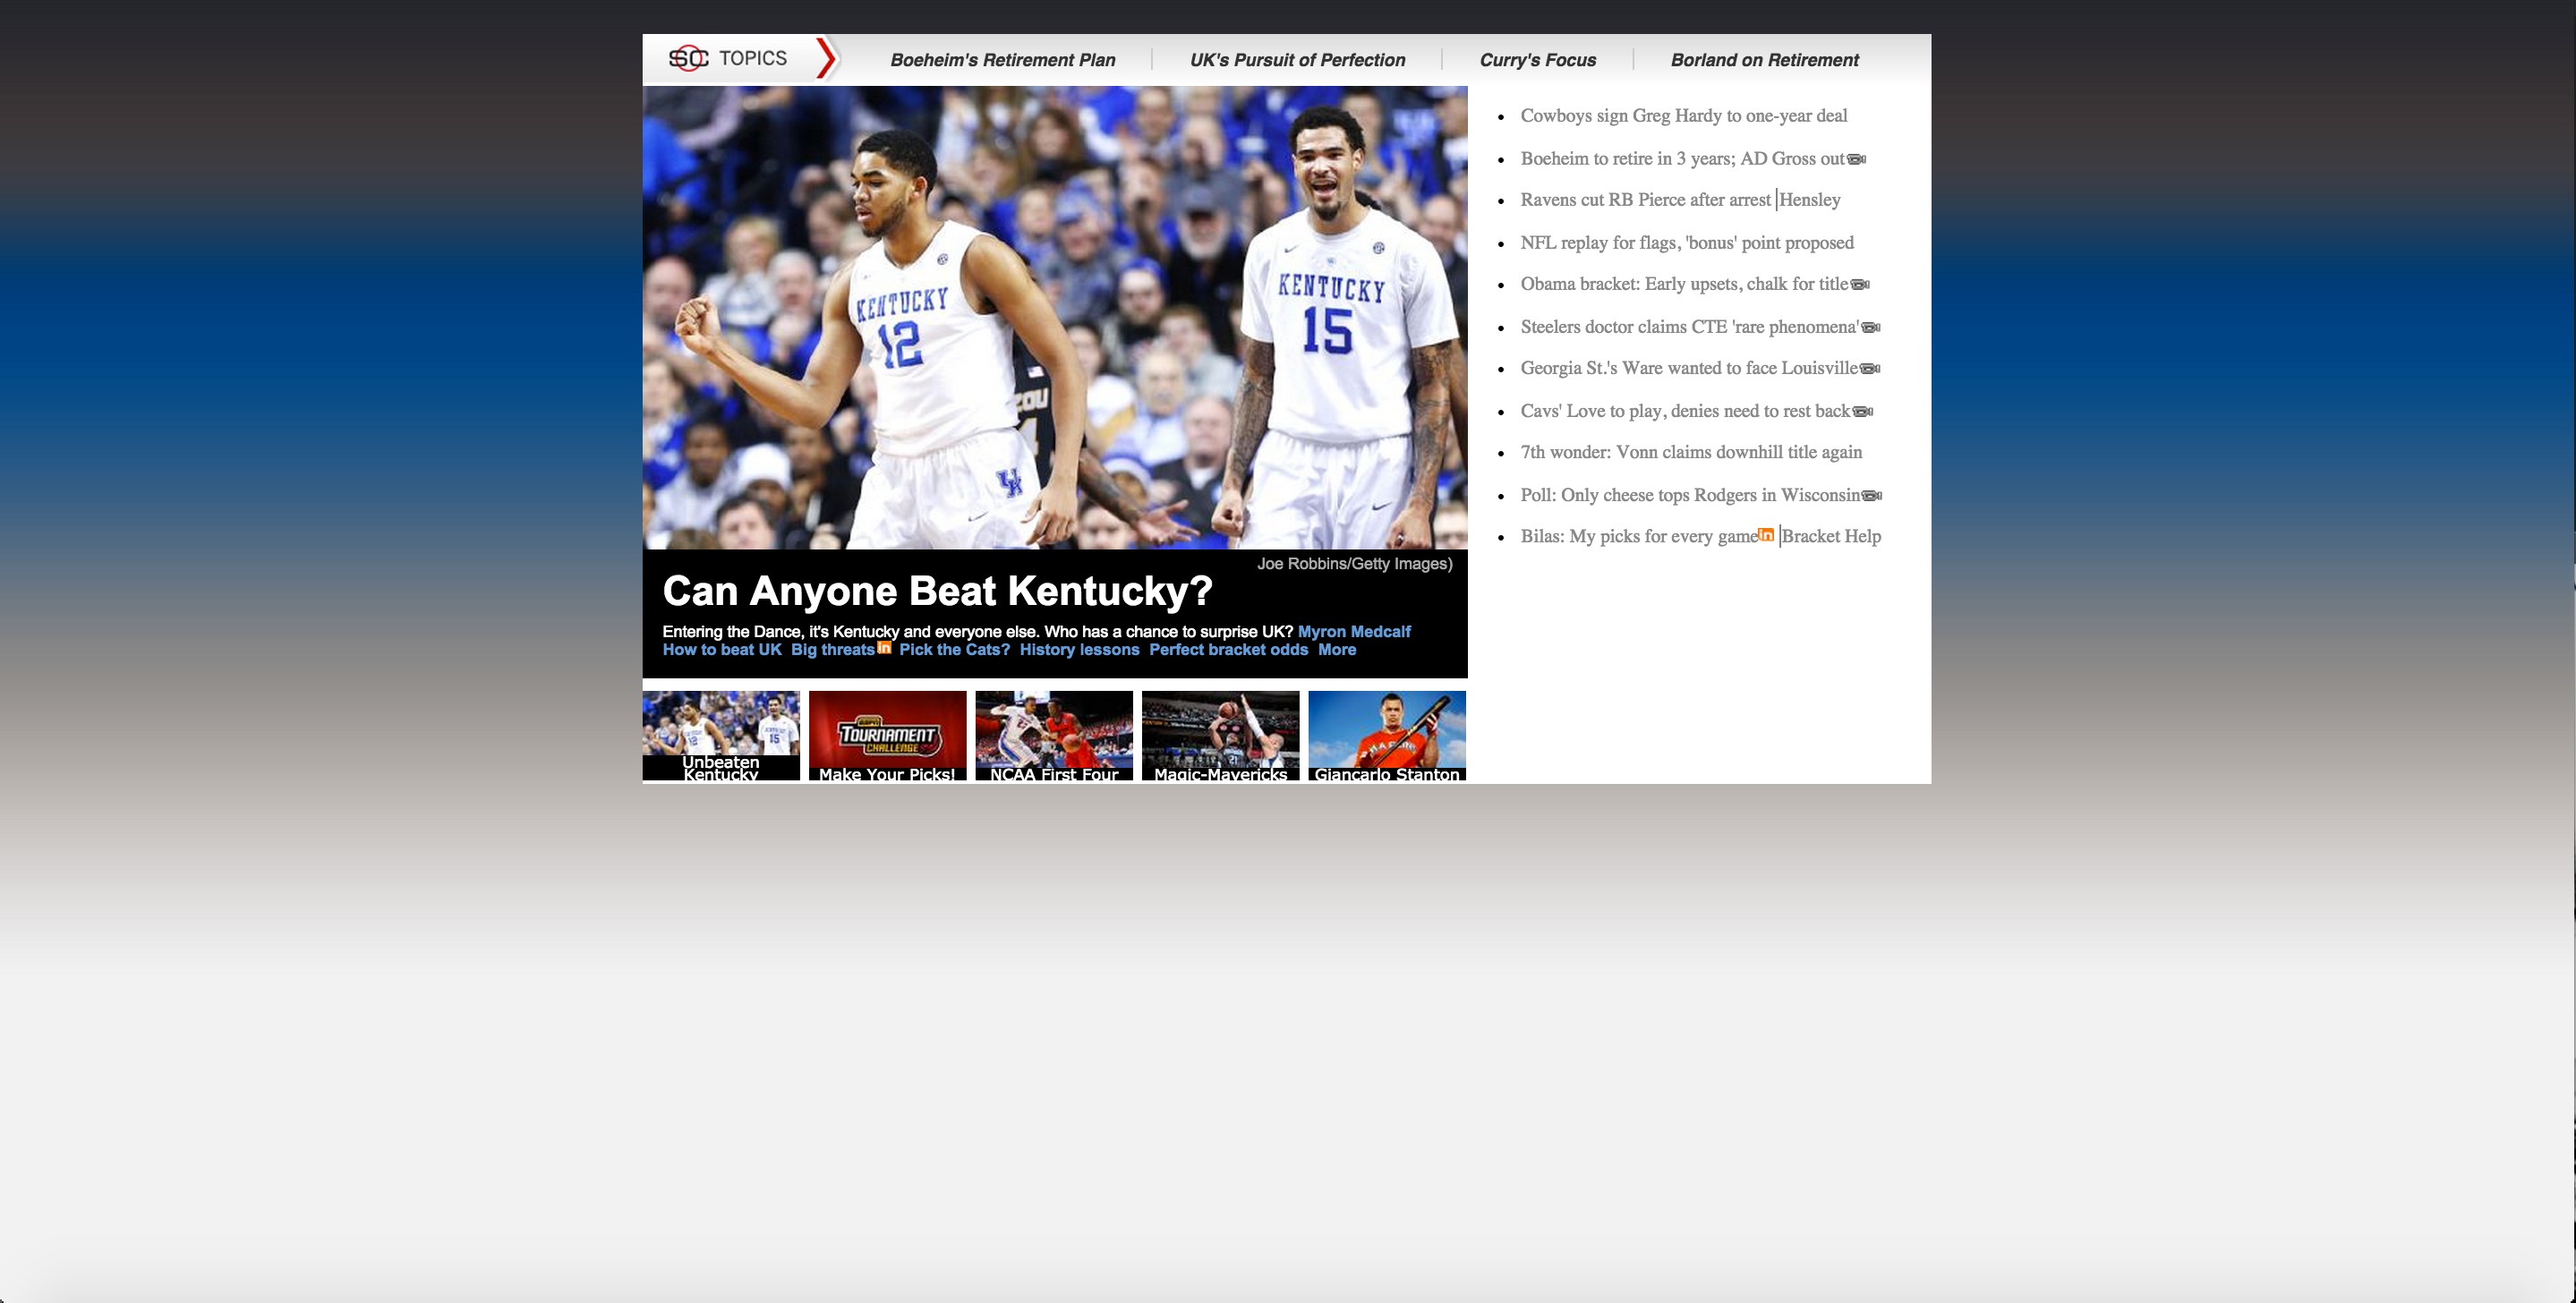 SC TOPICS
Boeheim's Retirement Plan
UK's Pursuit of Perfection
Curry's Focus
Borland on Retirement
KENTUCKY
12
KENTUCKY
15
Joe Robbins/Getty Images)
Can Anyone Beat Kentucky?
Entering the Dance, it's Kentucky and everyone else. Who has a chance to surprise UK? Myron Medcalf
How to beat UK Big threats in Pick the Cats? History lessons Perfect bracket odds More
Unbeaten
Kentucky
ESPN
TOURNAMENT
CHALLENGE
Make Your Picks!
NCAA First Four
Magic-Mavericks
Giancarlo Stanton
Cowboys sign Greg Hardy to one-year deal
Boeheim to retire in 3 years; AD Gross out
Ravens cut RB Pierce after arrest |Hensley
NFL replay for flags, 'bonus' point proposed
Obama bracket: Early upsets, chalk for title
Steelers doctor claims CTE 'rare phenomena'
Georgia St.'s Ware wanted to face Louisville
Cavs' Love to play, denies need to rest back
7th wonder: Vonn claims downhill title again
Poll: Only cheese tops Rodgers in Wisconsin
Bilas: My picks for every game in |Bracket Help